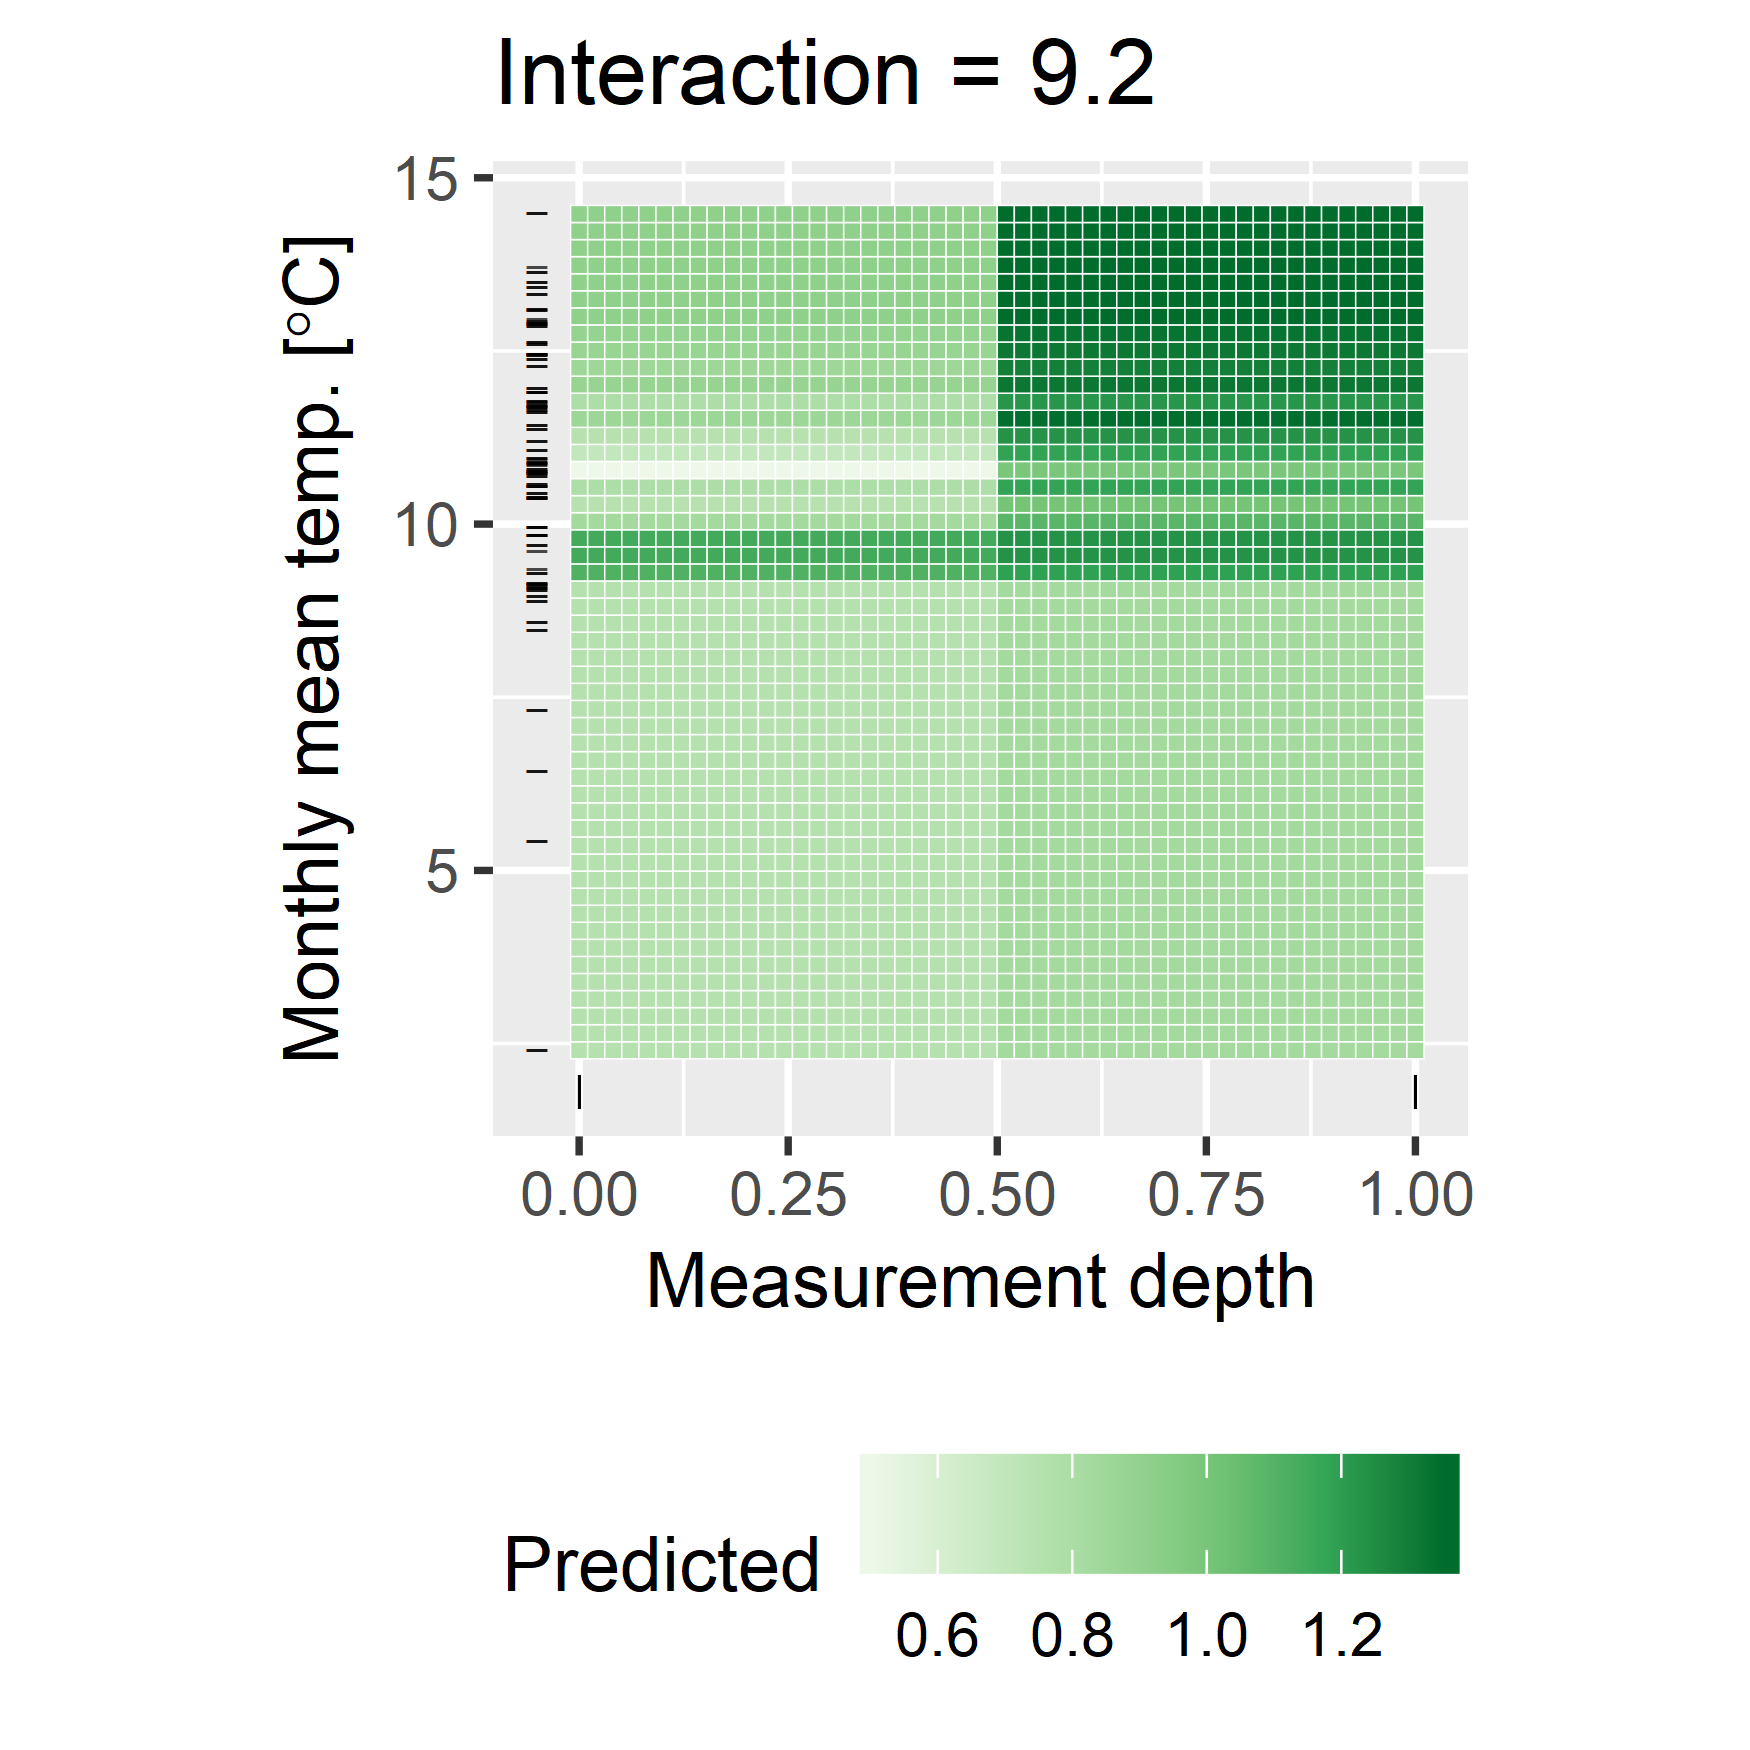 Interaction = 9.2
Monthly mean temp. [°C]
15
10
5
0.00 0.25 0.50 0.75 1.00
Measurement depth
Predicted
0.6 0.8 1.0 1.2